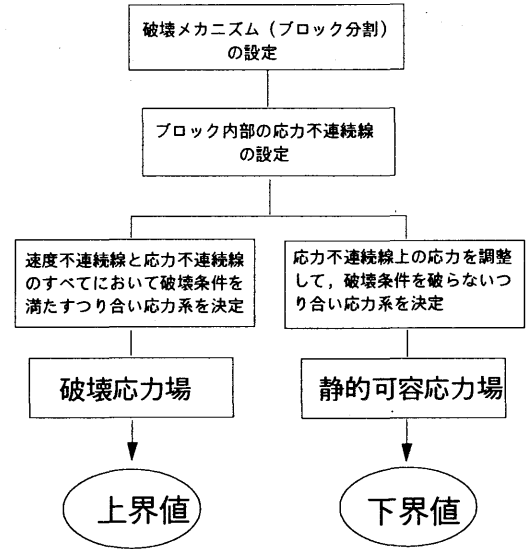 破壊メカニズム（ブロック分割）
の設定
ブロック内部の応力不連続線
の設定
速度不連続線と応力不連続線
のすべてにおいて破壊条件を
満たすつり合い応力系を決定
応力不連続線上の応力を調整
して，破壊条件を破らないつ
り合い応力系を決定
破壊応力場
静的可容応力場
上界値
下界値